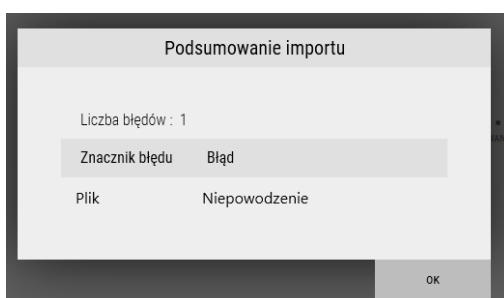 Podsumowanie importu
Liczba błędów : 1
Znacznik błędu Błąd
Plik Niepowodzenie
OK